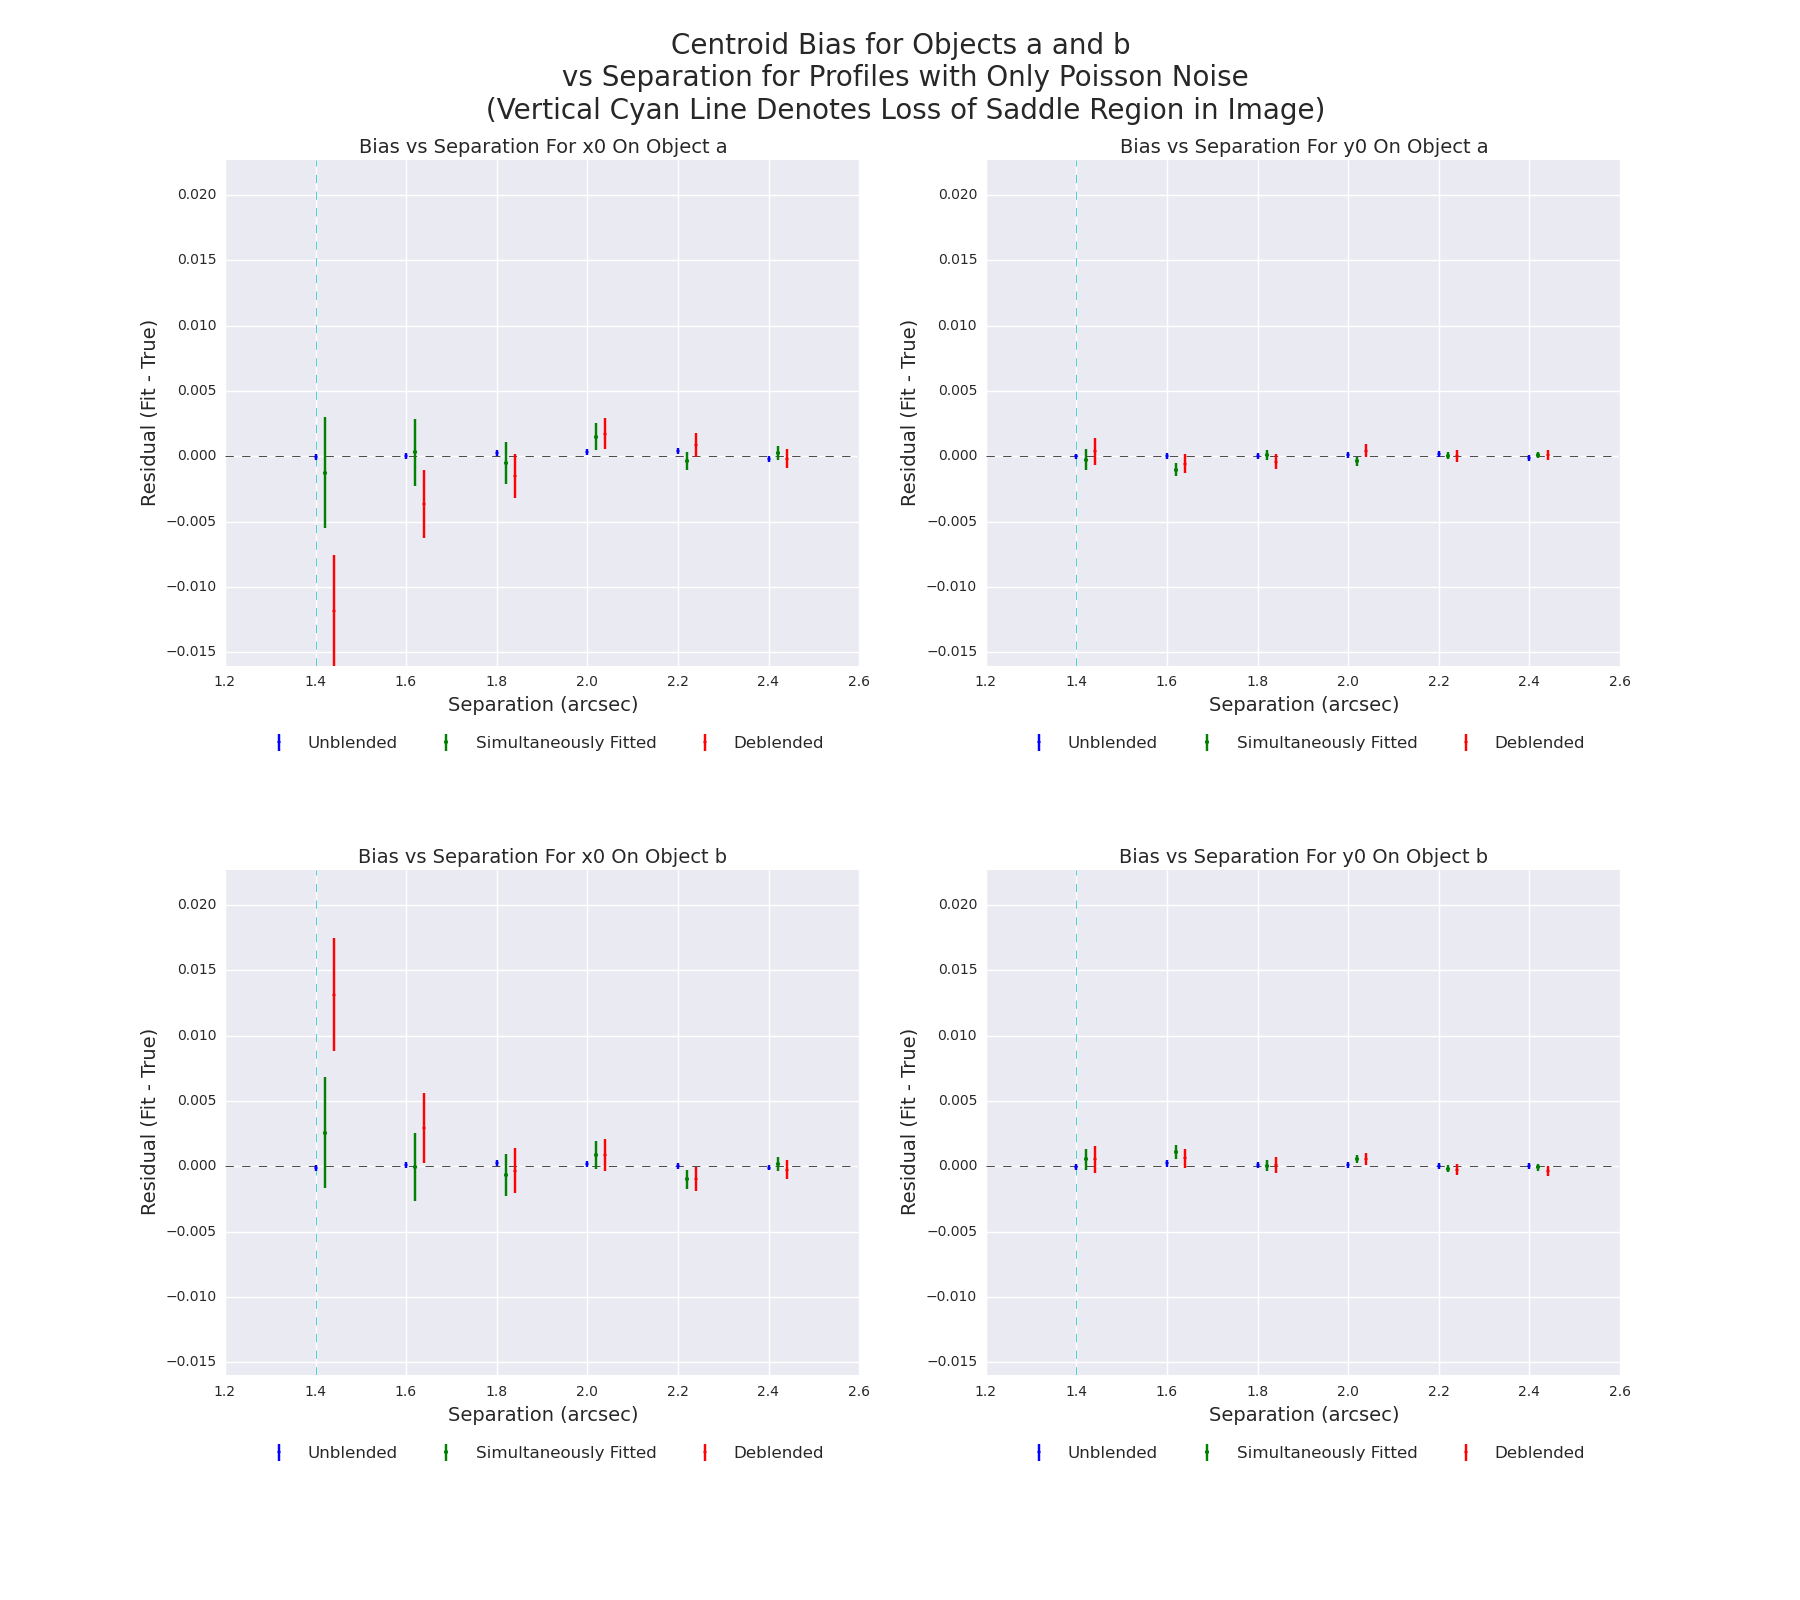 Centroid Bias for Objects a and b
vs Separation for Profiles with Only Poisson Noise
(Vertical Cyan Line Denotes Loss of Saddle Region in Image)
Bias vs Separation For x0 On Object a
0.020
0.015
0.010
0.005
0.000
−0.005
−0.010
−0.015
Residual (Fit - True)
1.2 1.4 1.6 1.8 2.0 2.2 2.4 2.6
Separation (arcsec)
Unblended Simultaneously Fitted Deblended
Bias vs Separation For y0 On Object a
0.020
0.015
0.010
0.005
0.000
−0.005
−0.010
−0.015
Residual (Fit - True)
1.2 1.4 1.6 1.8 2.0 2.2 2.4 2.6
Separation (arcsec)
Unblended Simultaneously Fitted Deblended
Bias vs Separation For x0 On Object b
0.020
0.015
0.010
0.005
0.000
−0.005
−0.010
−0.015
Residual (Fit - True)
1.2 1.4 1.6 1.8 2.0 2.2 2.4 2.6
Separation (arcsec)
Unblended Simultaneously Fitted Deblended
Bias vs Separation For y0 On Object b
0.020
0.015
0.010
0.005
0.000
−0.005
−0.010
−0.015
Residual (Fit - True)
1.2 1.4 1.6 1.8 2.0 2.2 2.4 2.6
Separation (arcsec)
Unblended Simultaneously Fitted Deblended